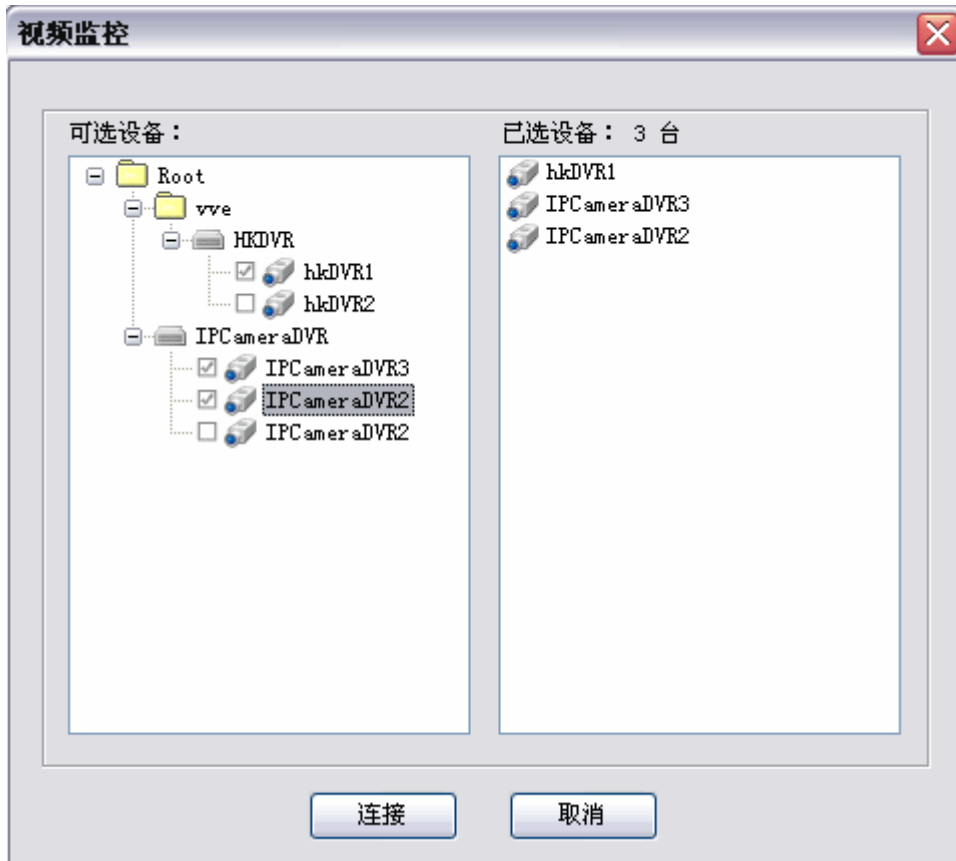 视频监控
可选设备：
Root
vve
HKDVR
hkDVR1
hkDVR2
IPCameraDVR
IPCameraDVR3
IPCameraDVR2
IPCameraDVR2
已选设备： 3 台
hkDVR1
IPCameraDVR3
IPCameraDVR2
连接
取消